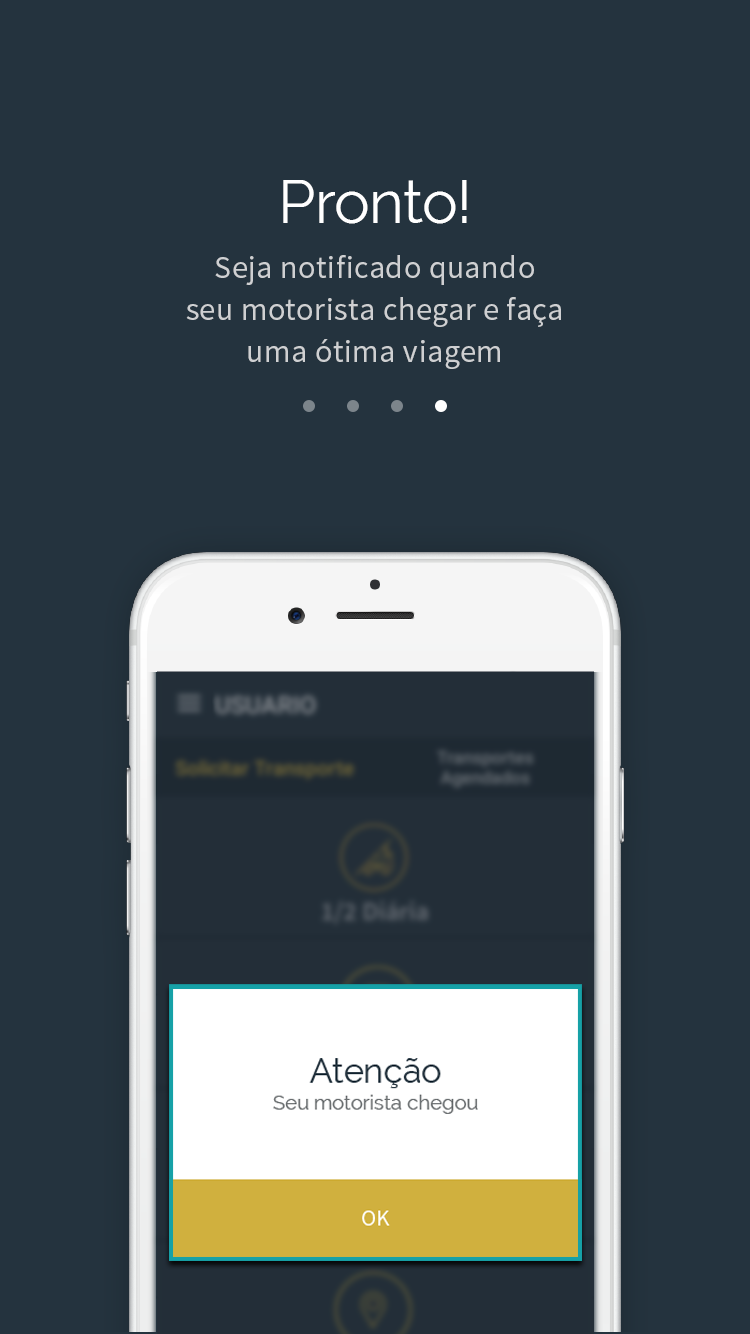 Pronto!
Seja notificado quando
seu motorista chegar e faça
uma ótima viagem
USUARIO
Solicitar Transporte
Transportes
Agendados
1/2 Diária
Atenção
Seu motorista chegou
OK